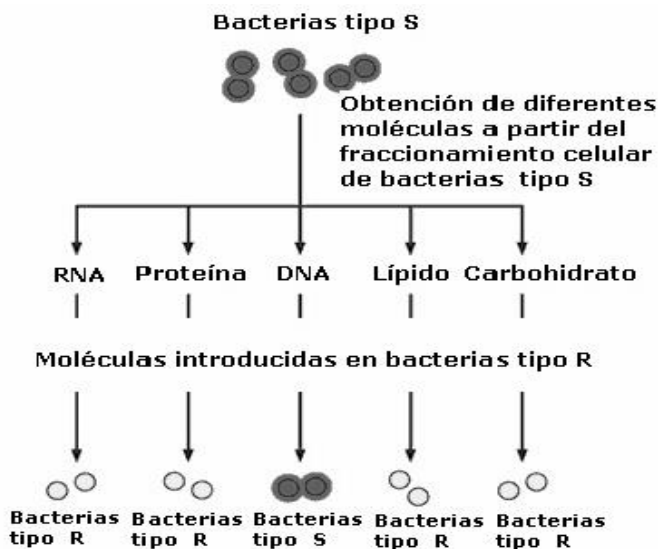 Bacterias tipo S
Obtención de diferentes
moléculas a partir del
fraccionamiento celular
de bacterias tipo S
RNA Proteína DNA Lípido Carbohidrato
Moléculas introducidas en bacterias tipo R
Bacterias
tipo R
Bacterias
tipo R
Bacterias
tipo S
Bacterias
tipo R
Bacterias
tipo R